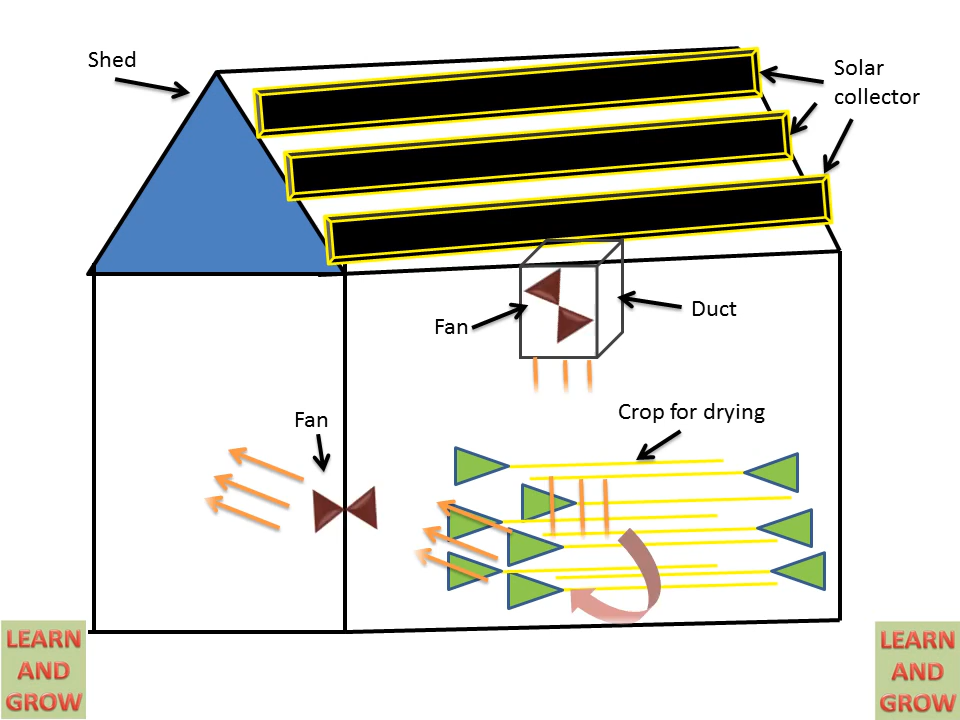 Shed
Solar
collector
Fan
Duct
Fan
Crop for drying
LEARN
AND
GROW
LEARN
AND
GROW